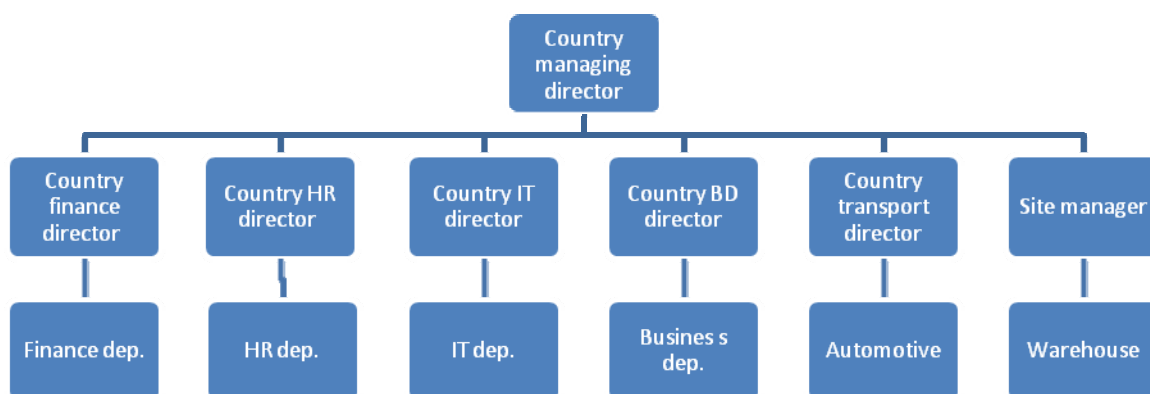 Country
managing
director
Country
finance
director
Country HR
director
Country IT
director
Country BD
director
Country
transport
director
Site manager
Finance dep.
HR dep.
IT dep.
Busines s
dep.
Automotive
Warehouse